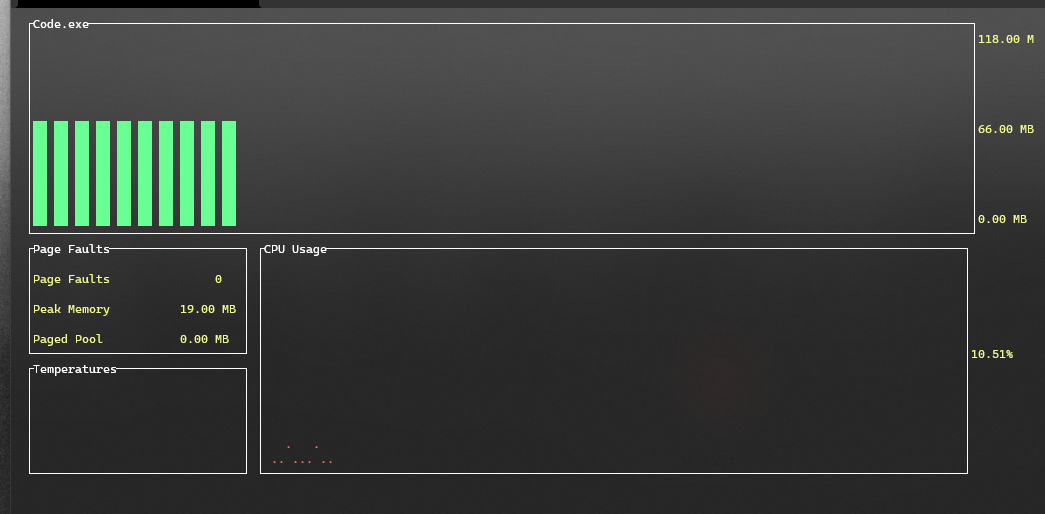 Code.exe
118.00 M
66.00 MB
0.00 MB
Page Faults
Page Faults 0
Peak Memory 19.00 MB
Paged Pool 0.00 MB
CPU Usage
10.51%
Temperatures